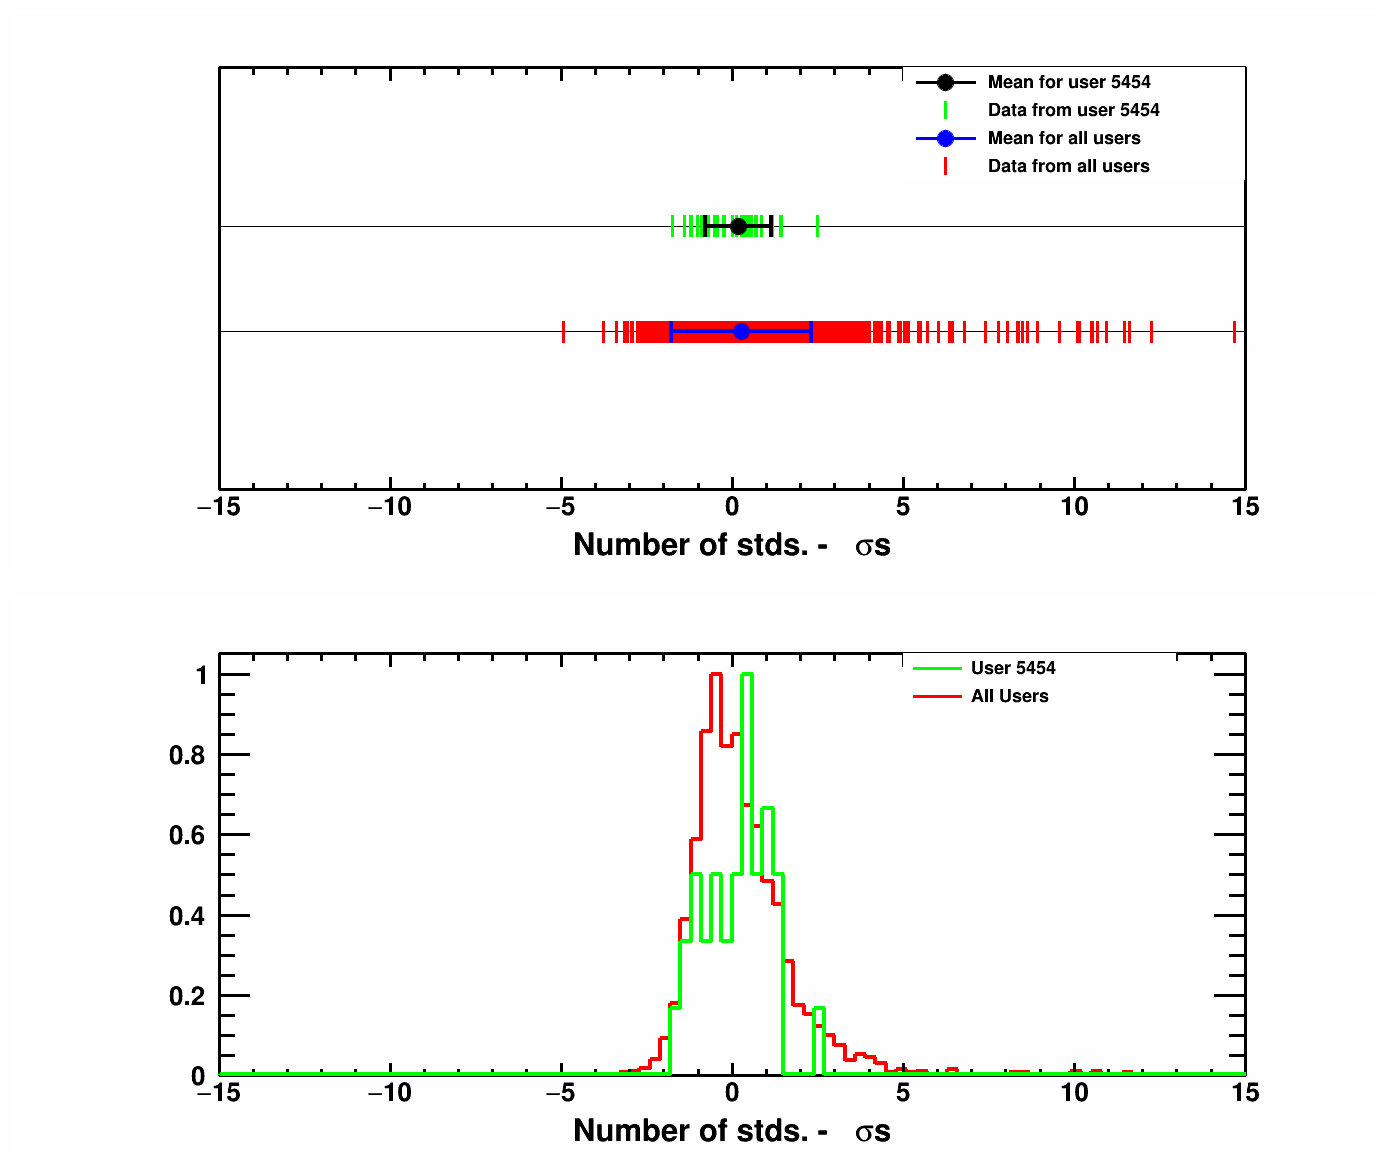 Mean for user 5454
Data from user 5454
Mean for all users
Data from all users
−15 −10 −5 0 5 10 15
Number of stds. - σs
User 5454
All Users
1
0.8
0.6
0.4
0.2
0
−15 −10 −5 0 5 10 15
Number of stds. - σs